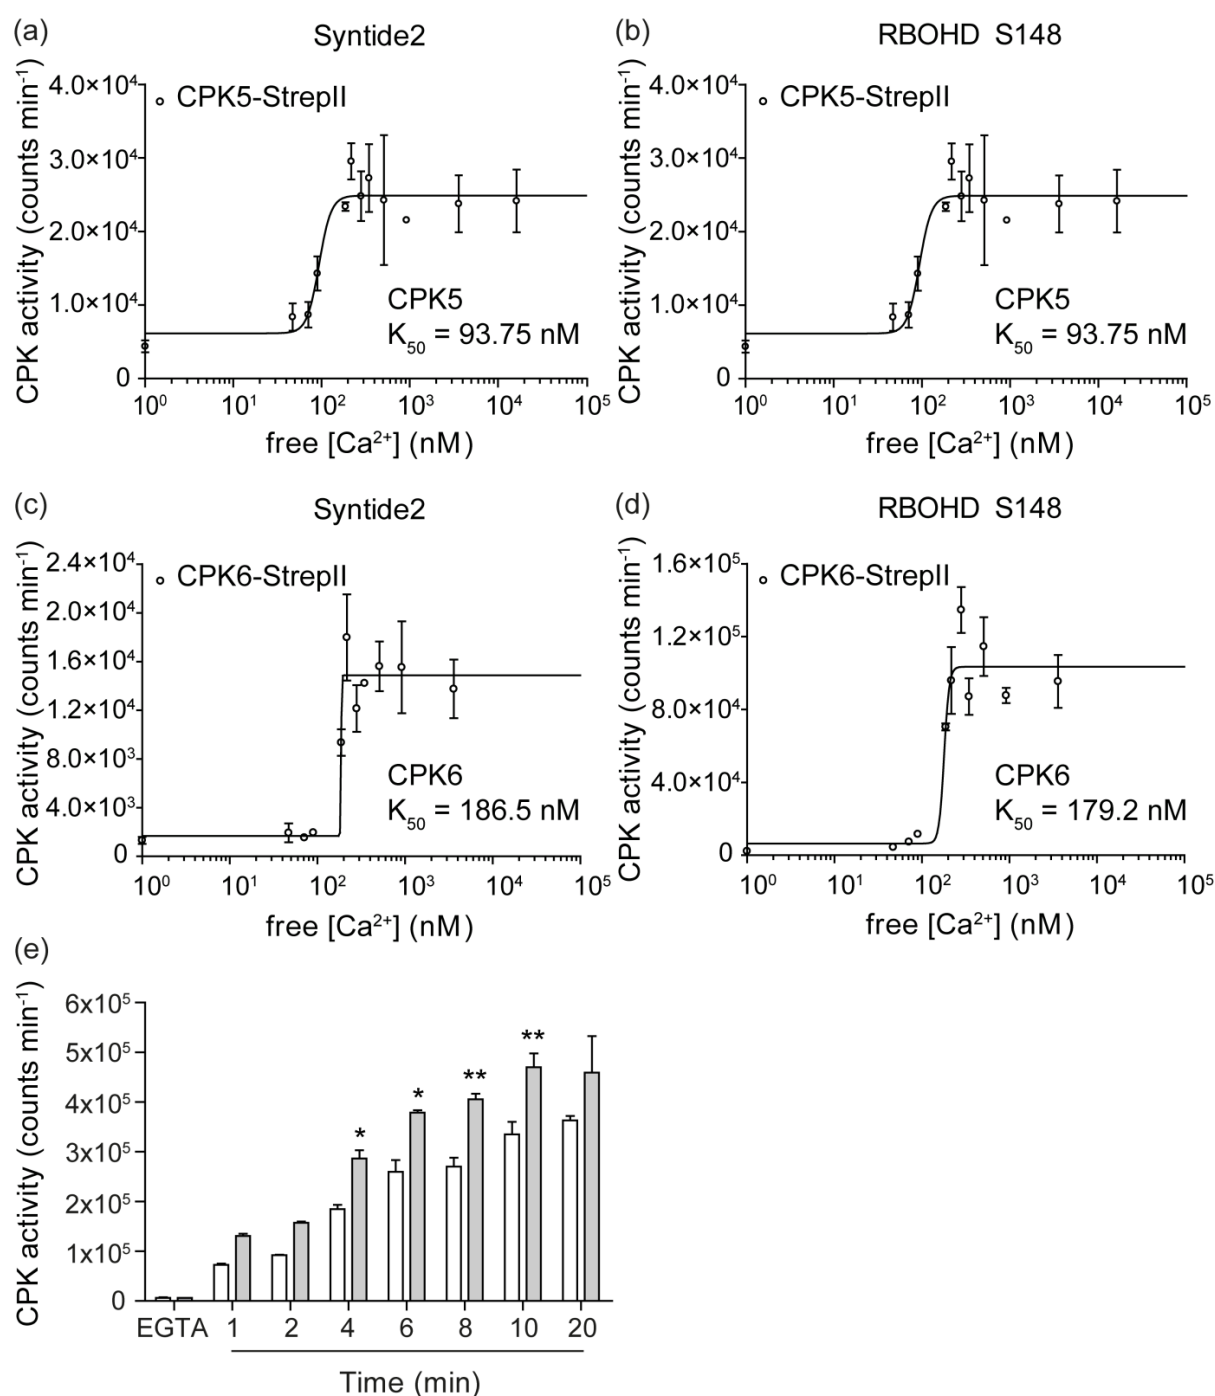 (a)
Syntide2
CPK activity (counts min⁻¹)
4.0×10⁴
3.0×10⁴
2.0×10⁴
1.0×10⁴
0
CPK5-StrepII
CPK5
K₅₀ = 93.75 nM
10⁰ 10¹ 10² 10³ 10⁴ 10⁵
free [Ca²⁺] (nM)
(b)
RBOHD S148
CPK activity (counts min⁻¹)
4.0×10⁴
3.0×10⁴
2.0×10⁴
1.0×10⁴
0
CPK5-StrepII
CPK5
K₅₀ = 93.75 nM
10⁰ 10¹ 10² 10³ 10⁴ 10⁵
free [Ca²⁺] (nM)
(c)
Syntide2
CPK activity (counts min⁻¹)
2.4×10⁴
2.0×10⁴
1.6×10⁴
1.2×10⁴
8.0×10³
4.0×10³
0
CPK6-StrepII
CPK6
K₅₀ = 186.5 nM
10⁰ 10¹ 10² 10³ 10⁴ 10⁵
free [Ca²⁺] (nM)
(d)
RBOHD S148
CPK activity (counts min⁻¹)
1.6×10⁵
1.2×10⁵
8.0×10⁴
4.0×10⁴
0
CPK6-StrepII
CPK6
K₅₀ = 179.2 nM
10⁰ 10¹ 10² 10³ 10⁴ 10⁵
free [Ca²⁺] (nM)
(e)
CPK activity (counts min⁻¹)
6x10⁵
5x10⁵
4x10⁵
3x10⁵
2x10⁵
1x10⁵
0
* * ** **
EGTA 1 2 4 6 8 10 20
Time (min)